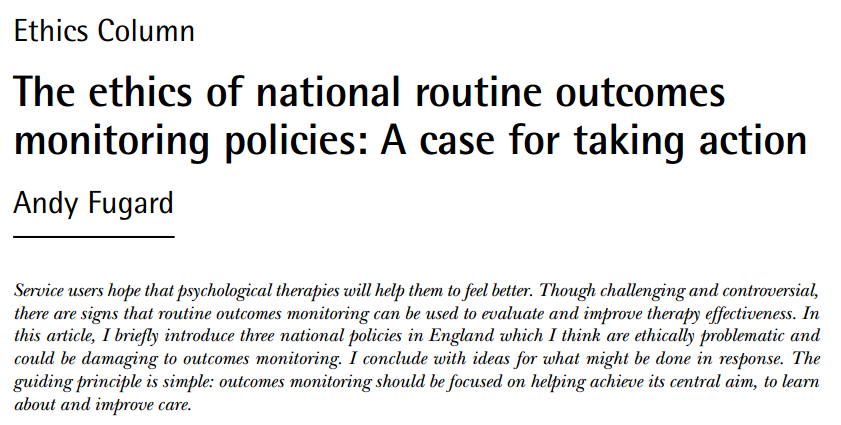 Ethics Column
The ethics of national routine outcomes
monitoring policies: A case for taking action
Andy Fugard
Service users hope that psychological therapies will help them to feel better. Though challenging and controversial,
there are signs that routine outcomes monitoring can be used to evaluate and improve therapy effectiveness. In
this article, I briefly introduce three national policies in England which I think are ethically problematic and
could be damaging to outcomes monitoring. I conclude with ideas for what might be done in response. The
guiding principle is simple: outcomes monitoring should be focused on helping achieve its central aim, to learn
about and improve care.